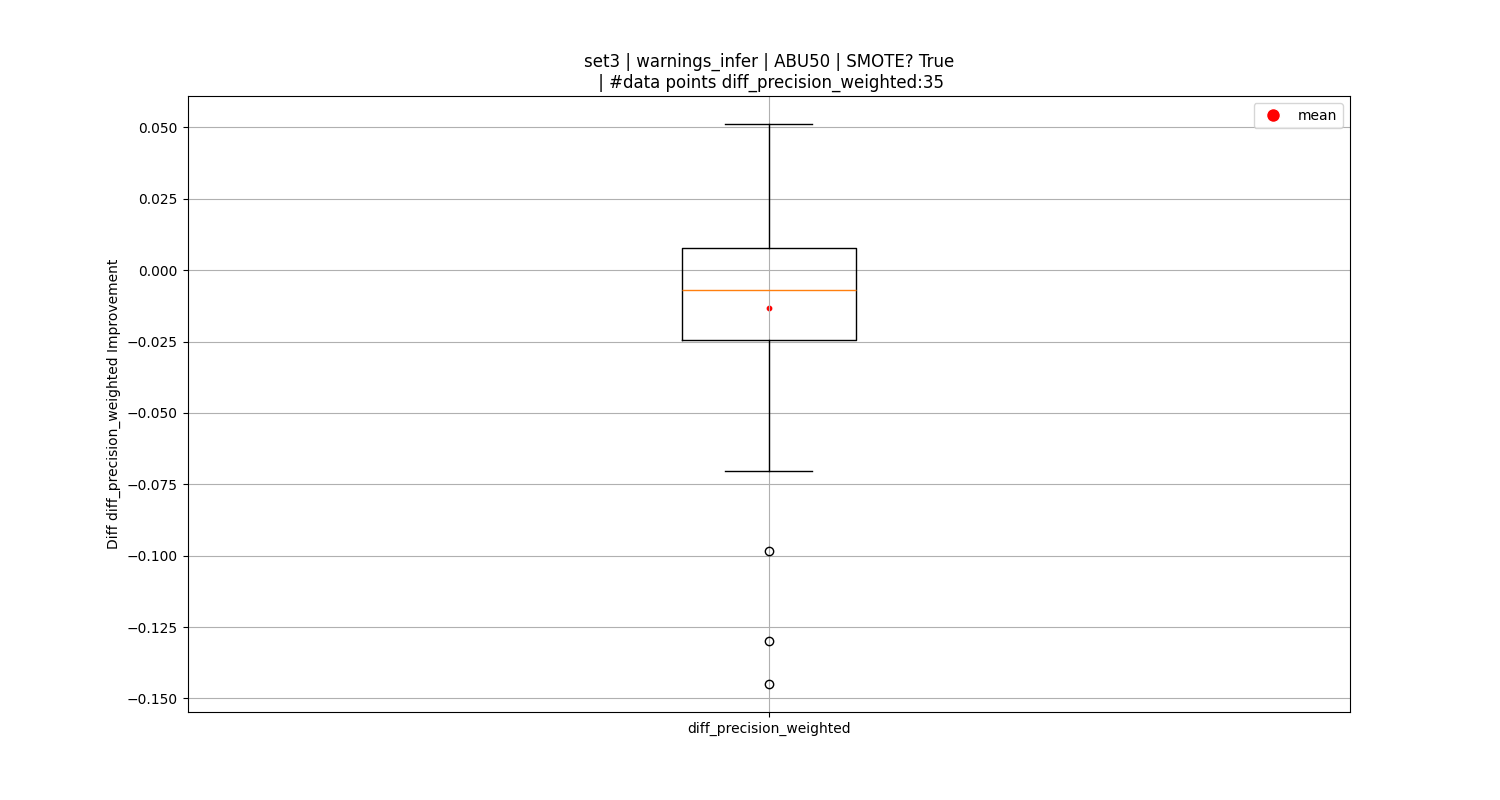 set3 | warnings_infer | ABU50 | SMOTE? True
| #data points diff_precision_weighted:35
mean
0.050
0.025
0.000
−0.025
−0.050
−0.075
−0.100
−0.125
−0.150
Diff diff_precision_weighted Improvement
diff_precision_weighted